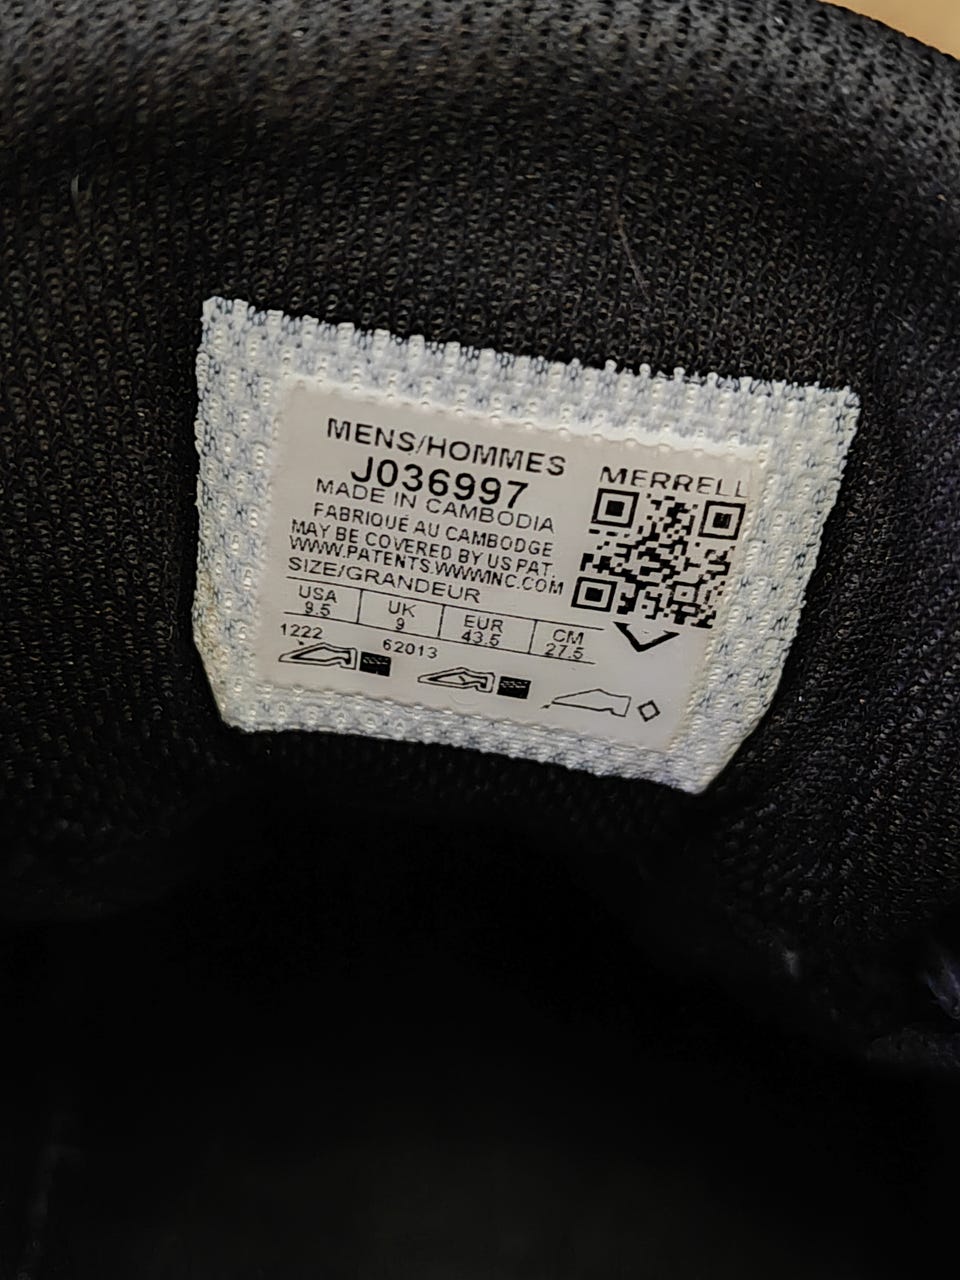 MENS/HOMMES
J036997
MADE IN CAMBODIA
FABRIQUÉ AU CAMBODGE
MAY BE COVERED BY US PAT.
WWW.PATENTS.WWWINC.COM
SIZE/GRANDEUR
USA UK EUR CM
9.5 9 43.5 27.5
1222 62013
MERRELL